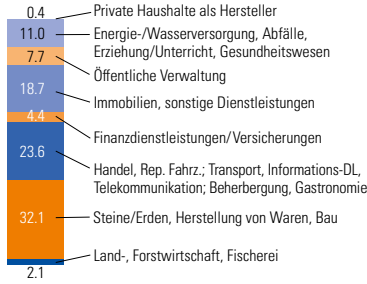 0.4 Private Haushalte als Hersteller
11.0 Energie-/Wasserversorgung, Abfälle,
Erziehung/Unterricht, Gesundheitswesen
7.7 Öffentliche Verwaltung
18.7 Immobilien, sonstige Dienstleistungen
4.4 Finanzdienstleistungen/Versicherungen
23.6 Handel, Rep. Fahrz.; Transport, Informations-DL,
Telekommunikation; Beherbergung, Gastronomie
32.1 Steine/Erden, Herstellung von Waren, Bau
Land-, Forstwirtschaft, Fischerei
2.1